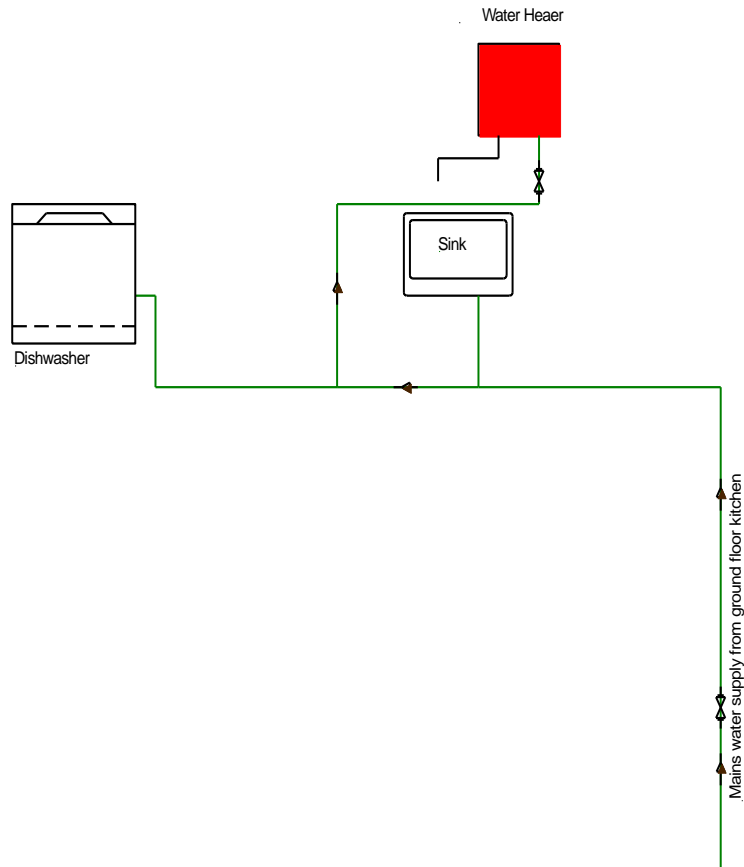 Water Heaer
Sink
Dishwasher
Mains water supply from ground floor kitchen